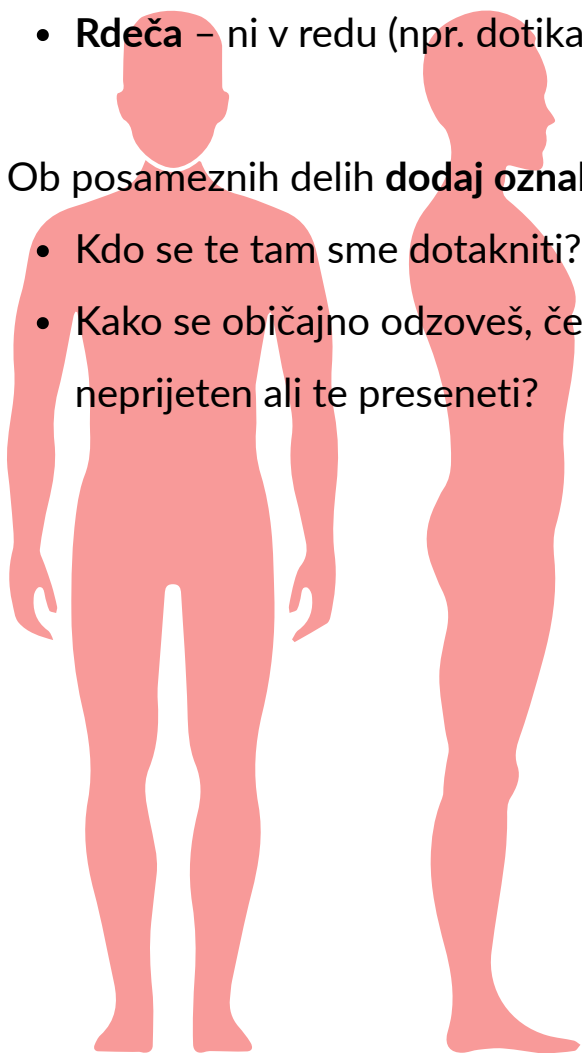 • Rdeča – ni v redu (npr. dotika
Ob posameznih delih dodaj ozna
• Kdo se te tam sme dotakniti?
• Kako se običajno odzoveš, če
neprijeten ali te preseneti?